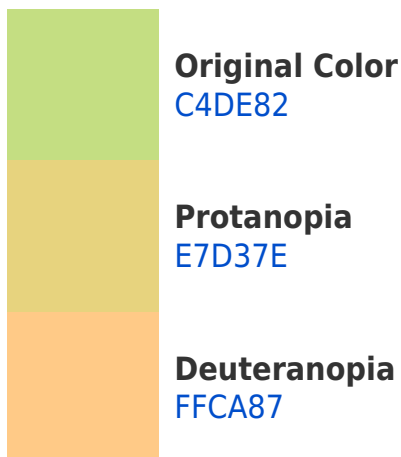 Original Color
C4DE82
Protanopia
E7D37E
Deuteranopia
FFCA87